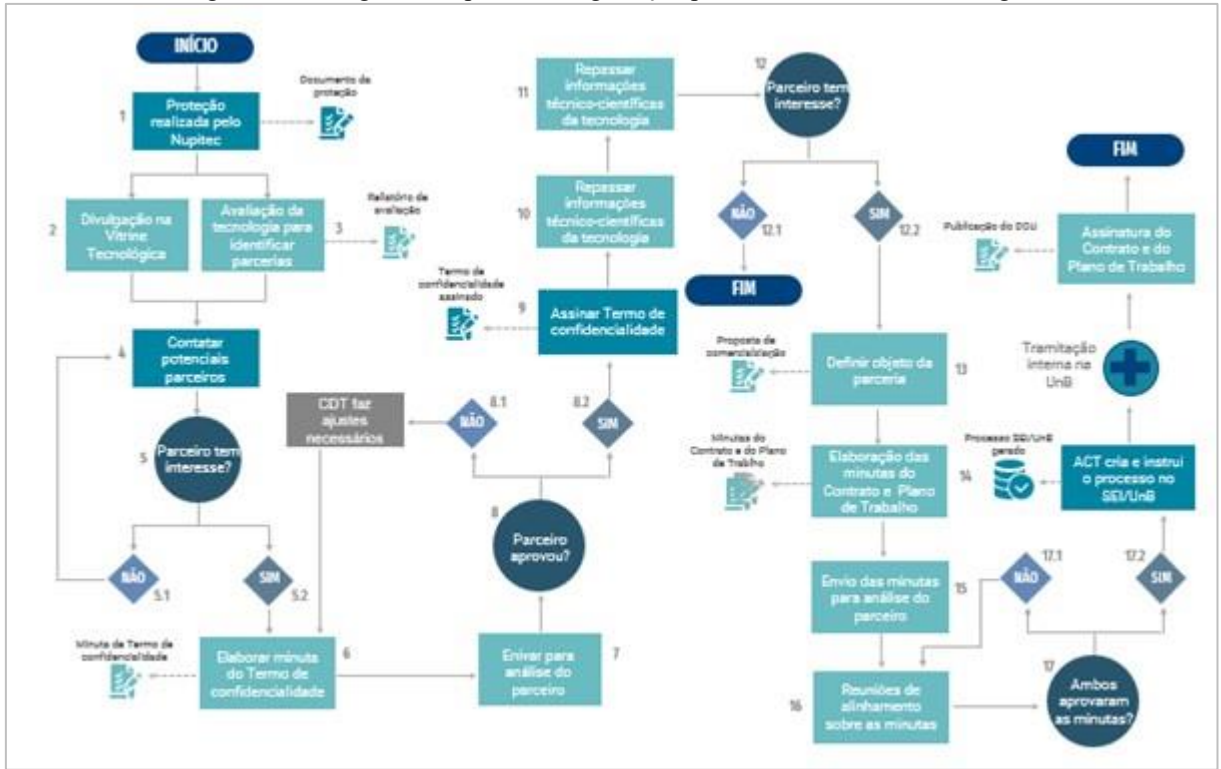 INÍCIO
1
Proteção
realizada pelo
Nupitec
Documento de
proteção
2
Divulgação na
Vitrine
Tecnológica
Avaliação da
tecnologia para
identificar
parcerias
3
Relatório de
avaliação
4
Contatar
potenciais
parceiros
5
Parceiro tem
interesse?
NÃO
5.1
SIM
5.2
Minuta de Termo de
confidencialidade
Elaborar minuta
do Termo de
confidencialidade
6
Enivar para
análise do
parceiro
7
8
Parceiro
aprovou?
NÃO
8.1
CDT faz
ajustes
necessários
8.2
SIM
9
Assinar Termo de
confidencialidade
Termo de
confidencialidade
assinado
10
Repassar
informações
técnico-científicas
da tecnologia
11
Repassar
informações
técnico-científicas
da tecnologia
12
Parceiro tem
interesse?
NÃO
12.1
FIM
SIM
12.2
Definir objeto da
parceria
13
Proposta de
comercialização
Elaboração das
minutas do
Contrato e Plano
de Trabalho
14
Minutas do
Contrato e do Plano
Envio das minutas
para análise do
parceiro
15
16
Reuniões de
alinhamento
sobre as minutas
17
Ambos
aprovaram
as minutas?
NÃO
17.1
17.2
SIM
ACT cria e instrui
o processo no
SEI/UnB
Processo SEI/UnB
gerado
Tramitação
interna na
UnB
Assinatura do
Contrato e do
Plano de Trabalho
Publicação do DOU
FIM